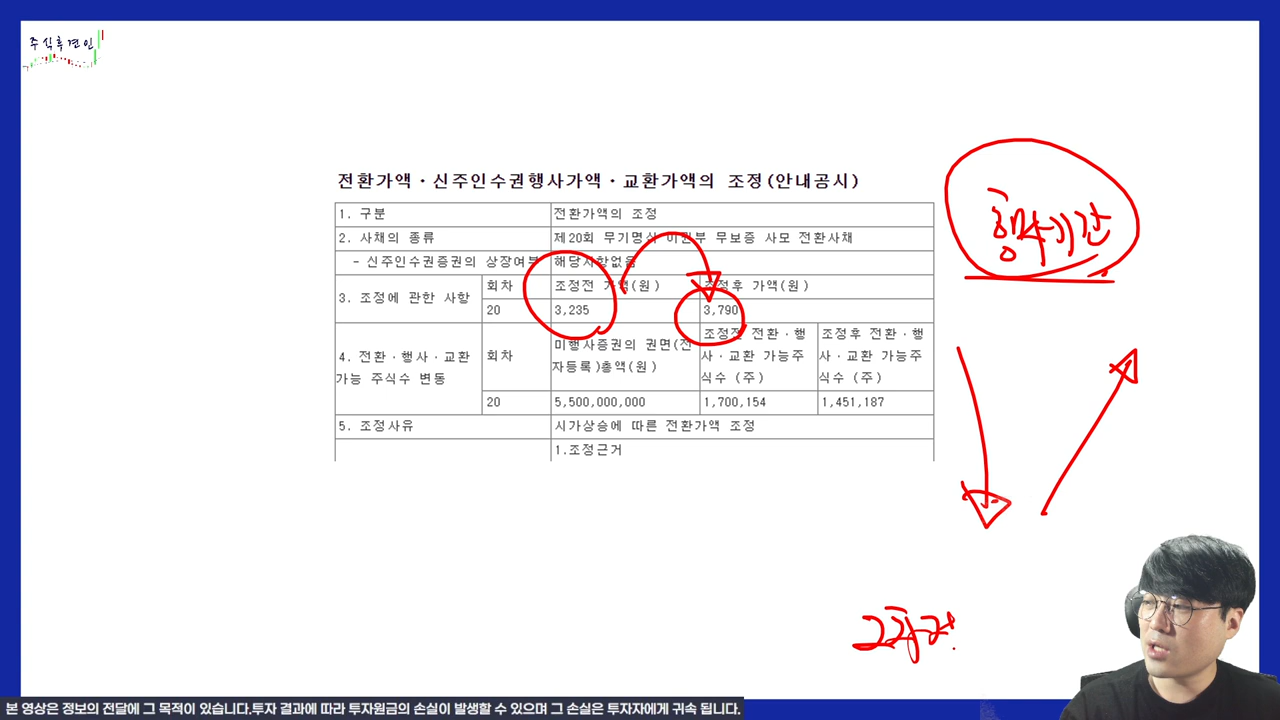 주식후견인
전환가액·신주인수권행사가액·교환가액의 조정(안내공시)
1. 구분
전환가액의 조정
2. 사채의 종류
제20회 무기명식 이권부 무보증 사모 전환사채
- 신주인수권증권의 상장여부
해당사항없음
3. 조정에 관한 사항
회차
조정전 가액(원)
조정후 가액(원)
20
3,235
3,790
4. 전환·행사·교환
가능 주식수 변동
회차
미행사증권의 권면(전
자등록)총액(원)
조정전 전환·행
사·교환 가능주
식수 (주)
조정후 전환·행
사·교환 가능주
식수 (주)
20
5,500,000,000
1,700,154
1,451,187
5. 조정사유
시가상승에 따른 전환가액 조정
1.조정근거
행사기간
본 영상은 정보의 전달에 그 목적이 있습니다.투자 결과에 따라 투자원금의 손실이 발생할 수 있으며 그 손실은 투자자에게 귀속 됩니다.